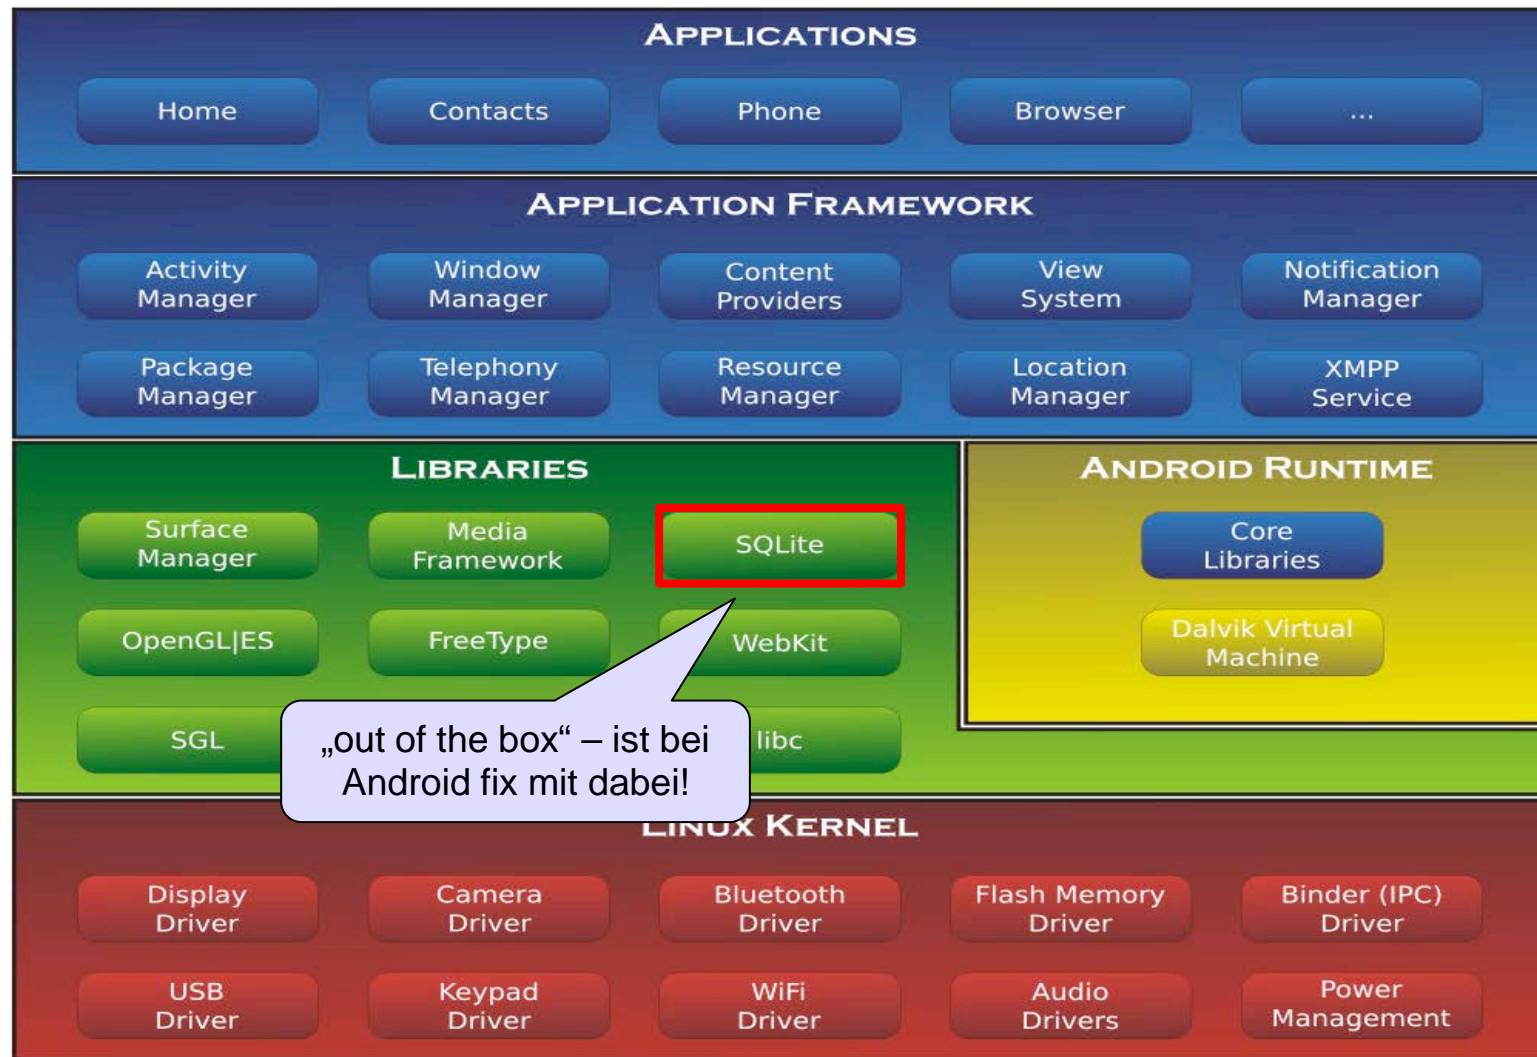 APPLICATIONS
Home
Contacts
Phone
Browser
...
APPLICATION FRAMEWORK
Activity
Manager
Window
Manager
Content
Providers
View
System
Notification
Manager
Package
Manager
Telephony
Manager
Resource
Manager
Location
Manager
XMPP
Service
LIBRARIES
Surface
Manager
Media
Framework
SQLite
OpenGL|ES
FreeType
WebKit
SGL
libc
„out of the box“ – ist bei
Android fix mit dabei!
ANDROID RUNTIME
Core
Libraries
Dalvik Virtual
Machine
LINUX KERNEL
Display
Driver
Camera
Driver
Bluetooth
Driver
Flash Memory
Driver
Binder (IPC)
Driver
USB
Driver
Keypad
Driver
WiFi
Driver
Audio
Drivers
Power
Management